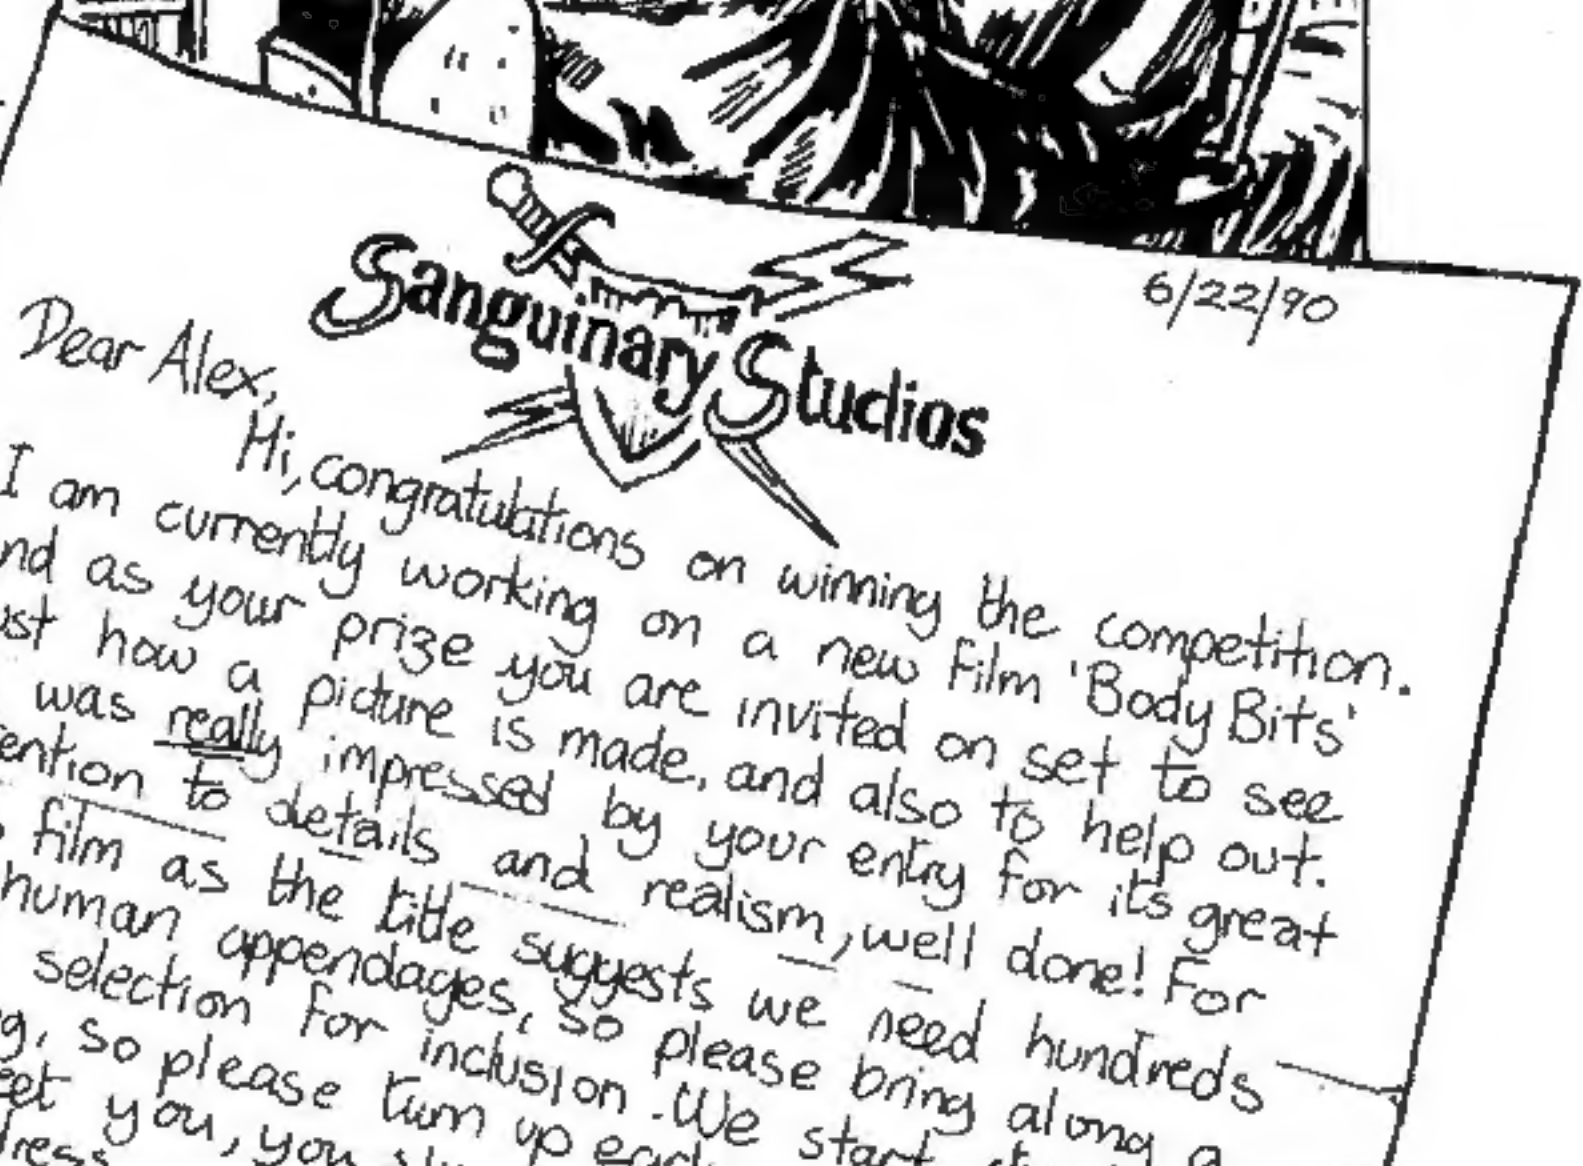 Sanguinary Studios
6/22/90
Dear Alex,
Hi, congratulations on winning the competition.
I am currently working on a new film 'Body Bits'
nd as your prize you are invited on set to see
ust how a picture is made, and also to help out.
was really impressed by your entry for it's great
ention to details and realism, well done! For
film as the title suggests we need hundreds
human appendages, so please bring along a
selection for inclusion. We start
g, so please turn up
eet you, you
dress